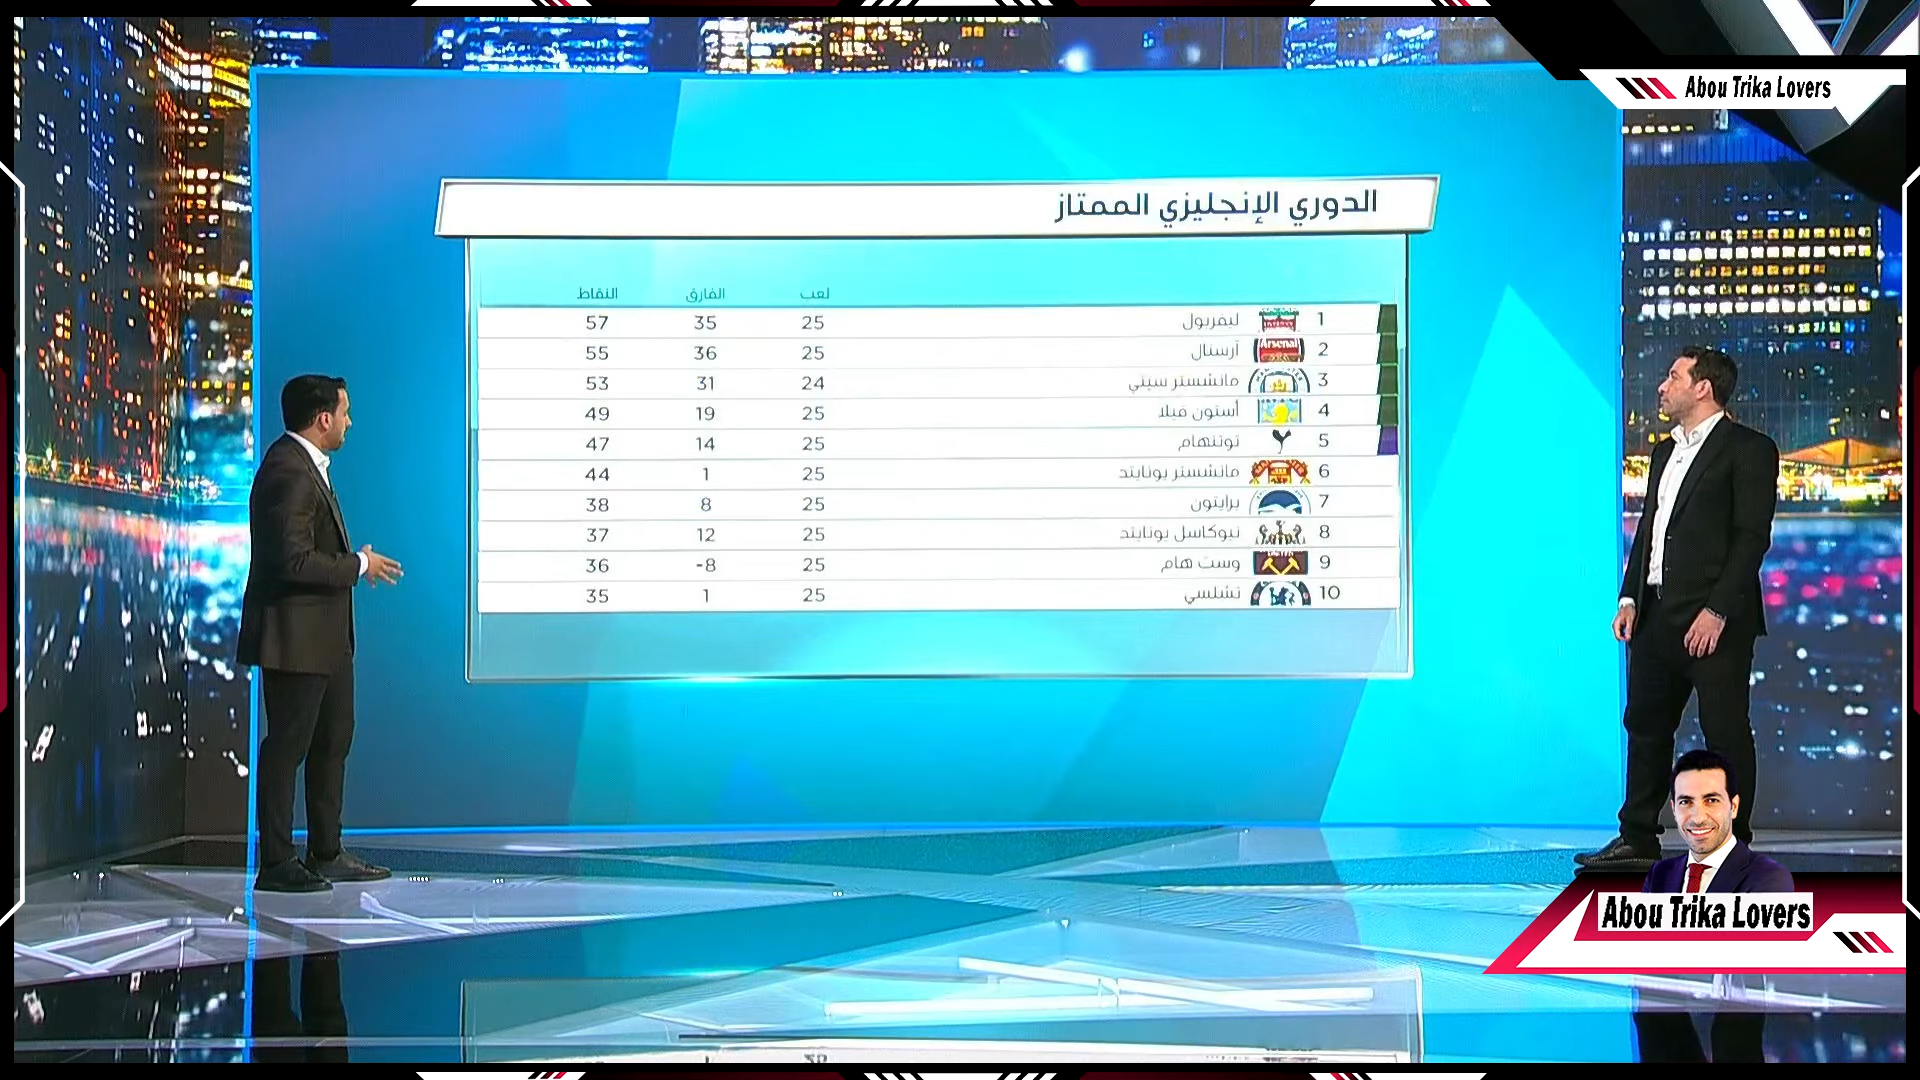 Abou Trika Lovers
الدوري الإنجليزي الممتاز
لعب الفارق النقاط
1 ليفربول 25 35 57
2 Arsenal آرسنال 25 36 55
3 مانشستر سيتي 24 31 53
4 أستون فيلا 25 19 49
5 توتنهام 25 14 47
6 مانشستر يونايتد 25 1 44
7 برايتون 25 8 38
8 نيوكاسل يونايتد 25 12 37
9 وست هام 25 -8 36
10 تشلسي 25 1 35
Abou Trika Lovers